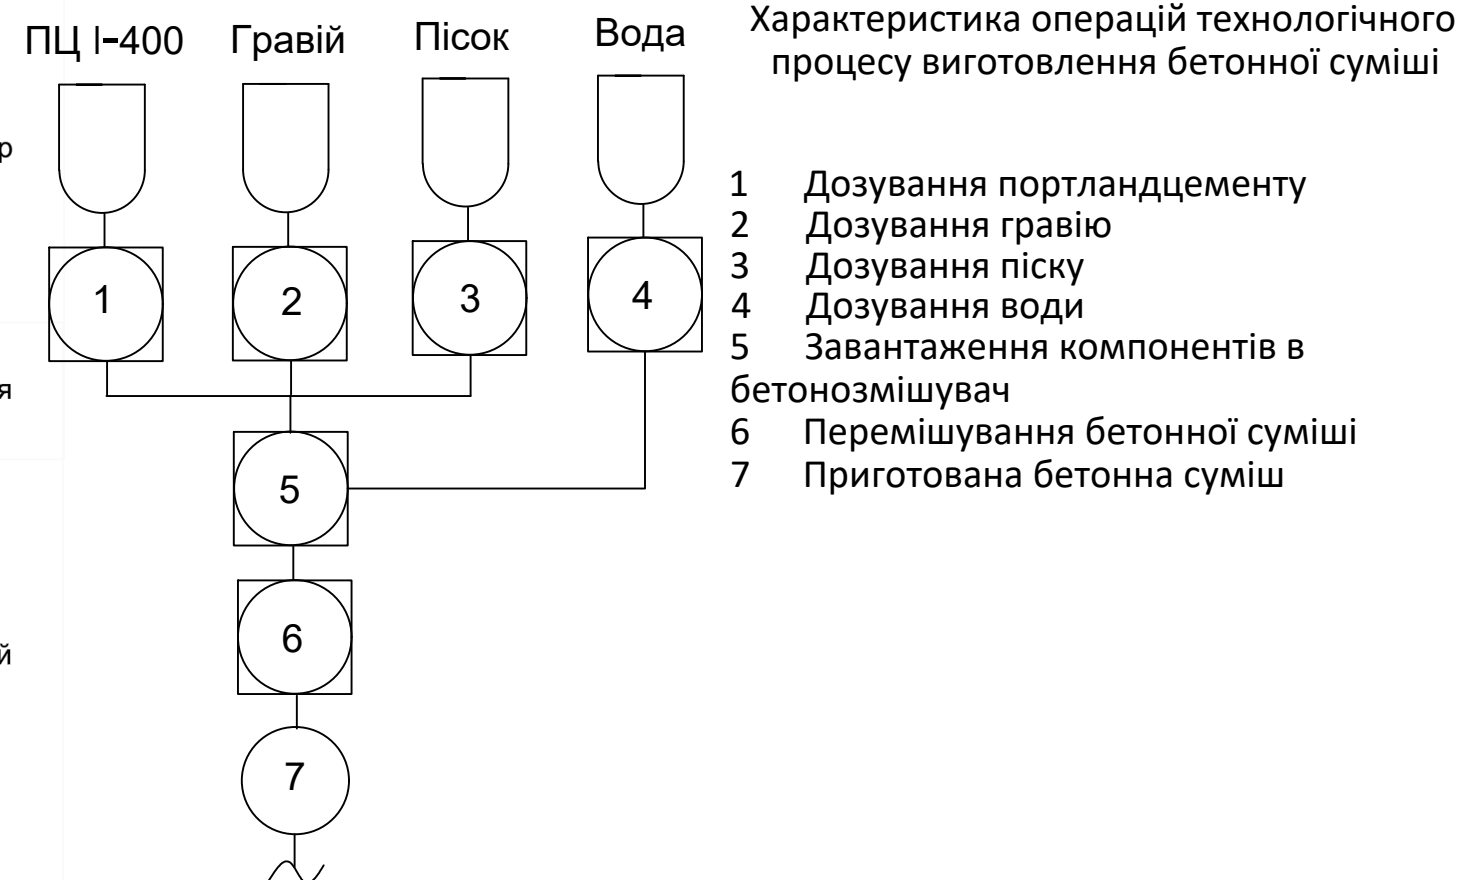 ПЦ І-400 Гравій Пісок Вода
Характеристика операцій технологічного
процесу виготовлення бетонної суміші
р
1 Дозування портландцементу
2 Дозування гравію
3 Дозування піску
4 Дозування води
5 Завантаження компонентів в
бетонозмішувач
6 Перемішування бетонної суміші
7 Приготована бетонна суміш
1 2 3 4
я
5
6
й
7